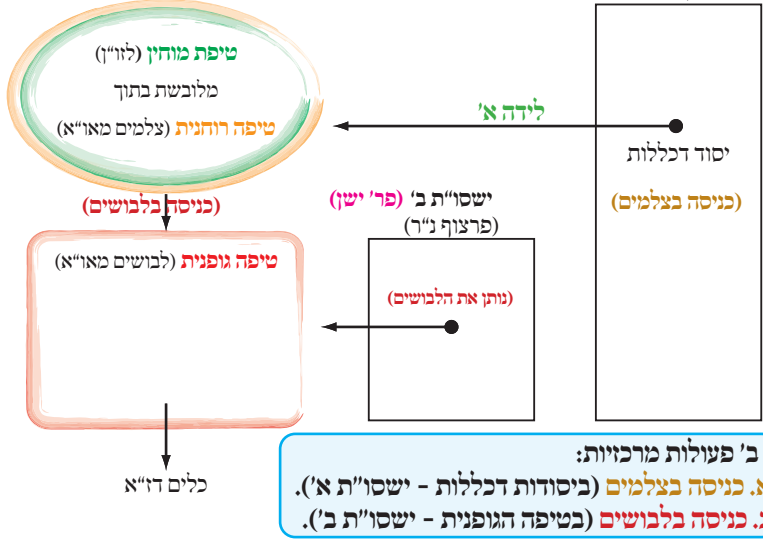 טיפת מוחין (לזו״ן)
מלובשת בתוך
טיפה רוחנית (צלמים מאו״א)
לידה א׳
יסוד דכללות
(כניסה בצלמים)
(כניסה בלבושים)
ישסו״ת ב׳ (פר׳ ישן)
(פרצוף נ״ר)
טיפה גופנית (לבושים מאו״א)
(נותן את הלבושים)
כלים דז״א
ב׳ פעולות מרכזיות:
א. כניסה בצלמים (ביסודות דכללות - ישסו״ת א׳).
ב. כניסה בלבושים (בטיפה הגופנית - ישסו״ת ב׳).